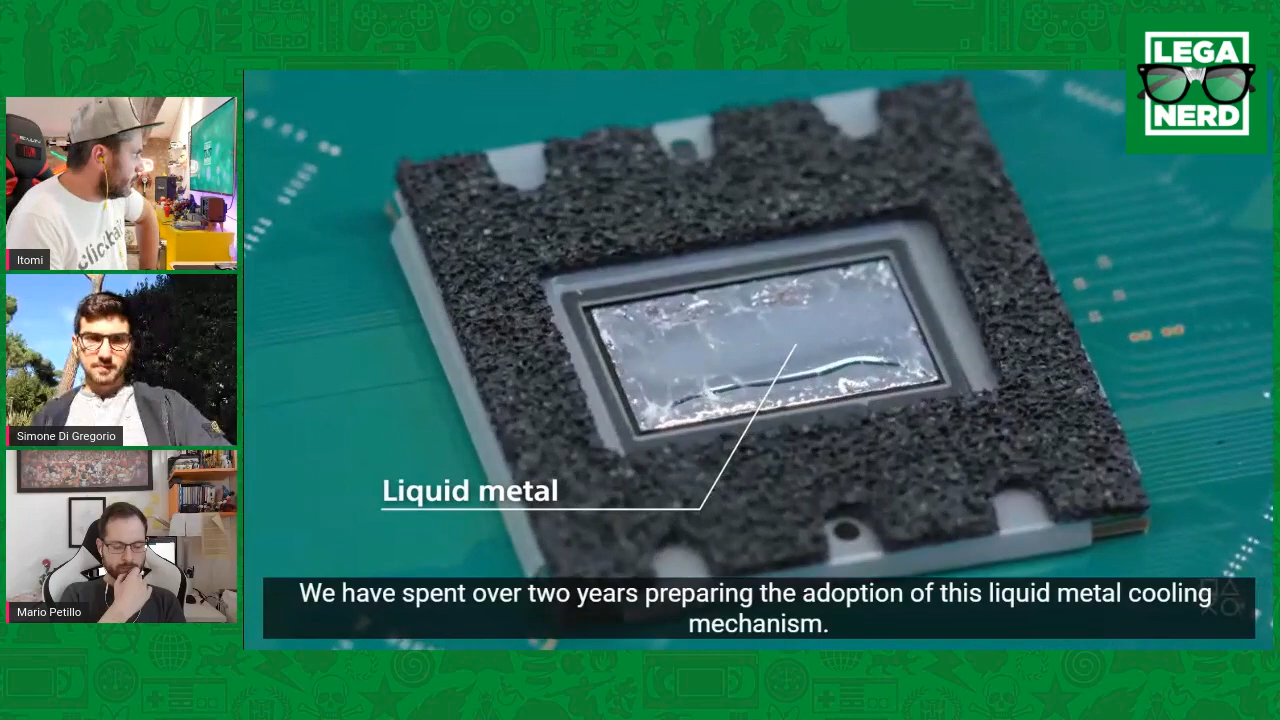 LEGA
NERD
clickba
Itomi
Simone Di Gregorio
Mario Petillo
Liquid metal
We have spent over two years preparing the adoption of this liquid metal cooling
mechanism.